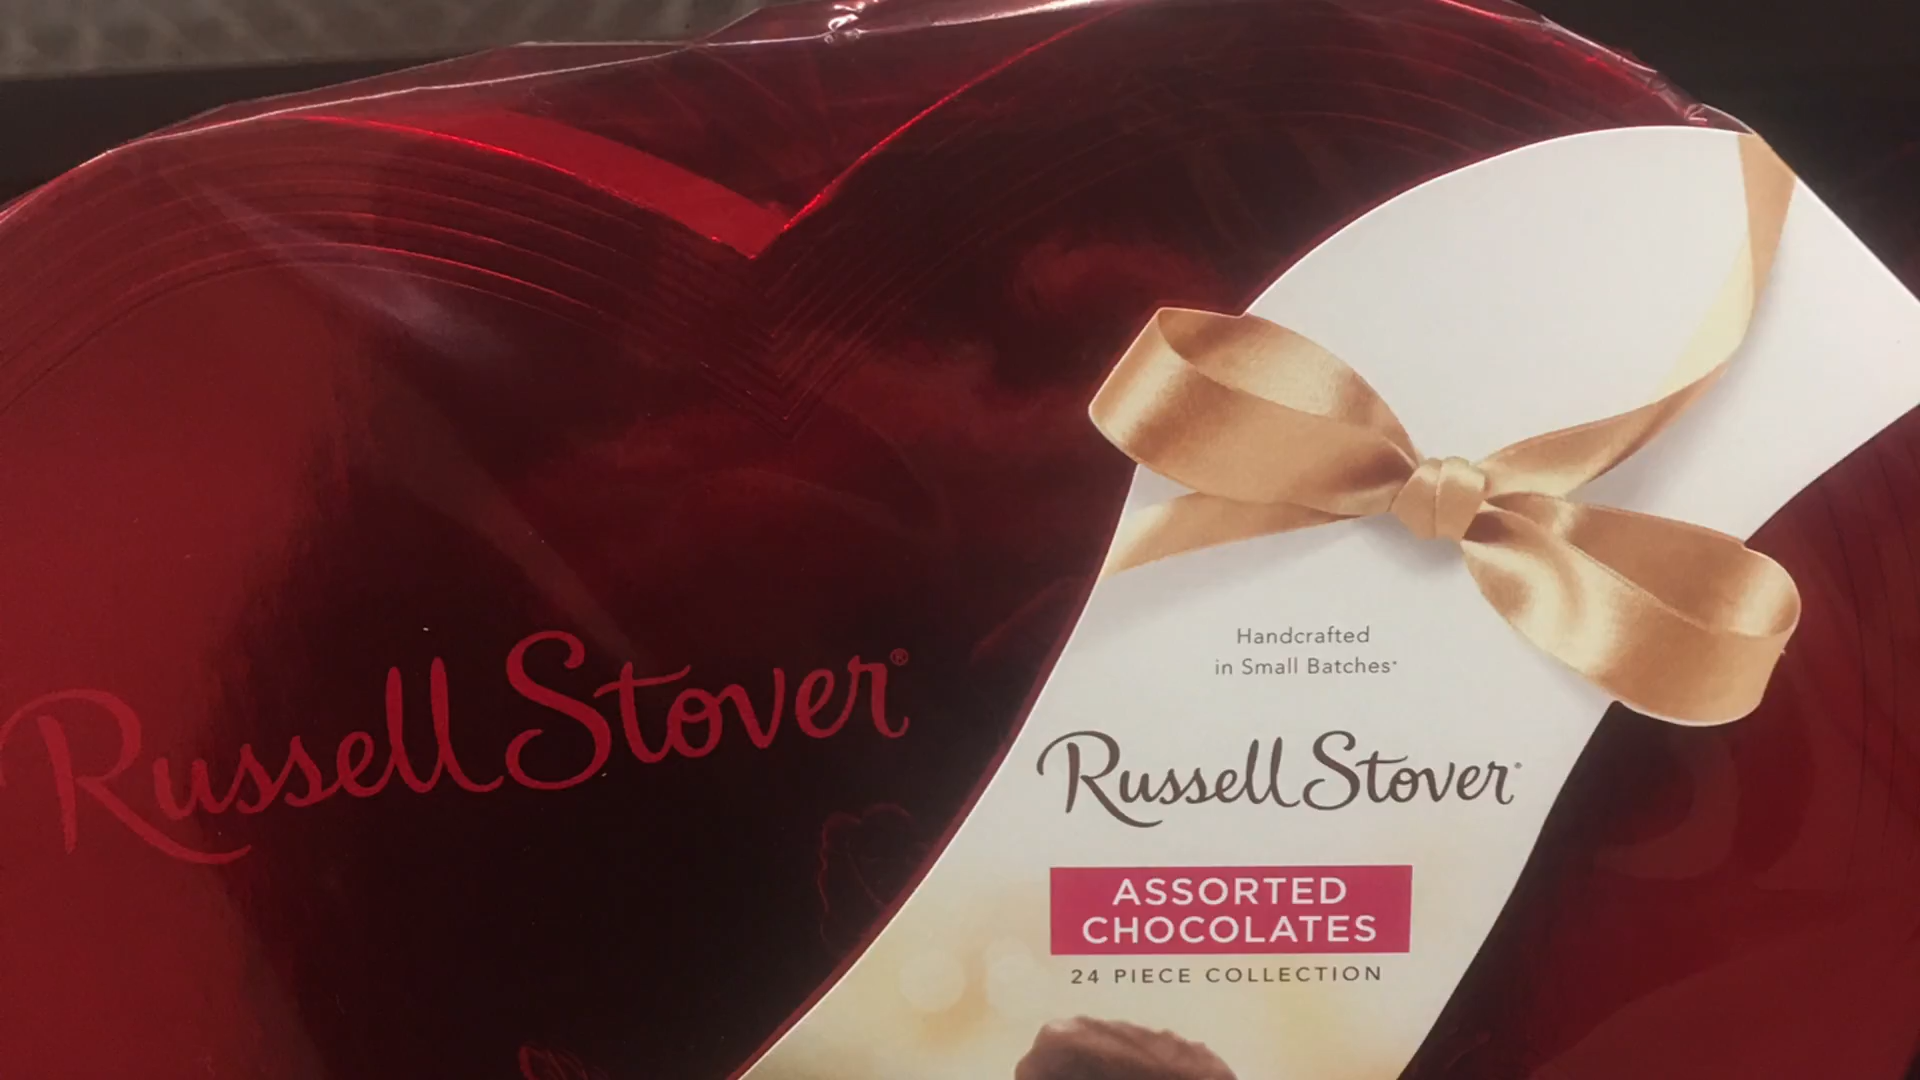 Russell Stover®
Handcrafted
in Small Batches*
Russell Stover®
ASSORTED
CHOCOLATES
24 PIECE COLLECTION